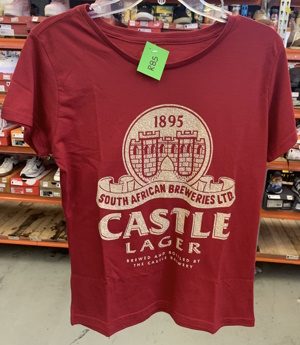 R85
1895
SOUTH AFRICAN BREWERIES LTD.
CASTLE
LAGER
BREWED AND BOTTLED BY
THE CASTLE BREWERY